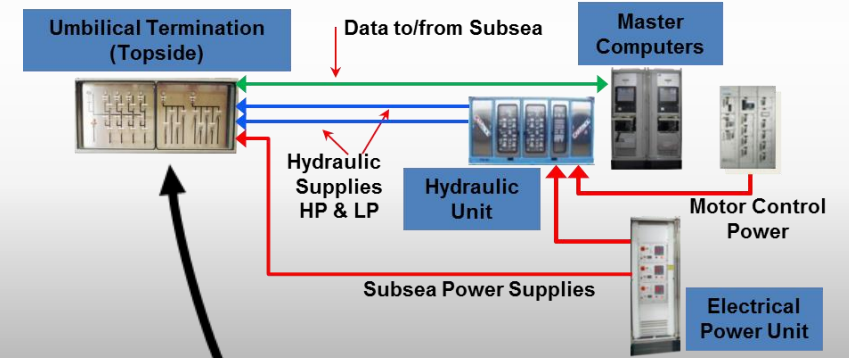 Umbilical Termination
(Topside)
Data to/from Subsea
Master
Computers
Hydraulic
Supplies
HP & LP
Hydraulic
Unit
Motor Control
Power
Subsea Power Supplies
Electrical
Power Unit